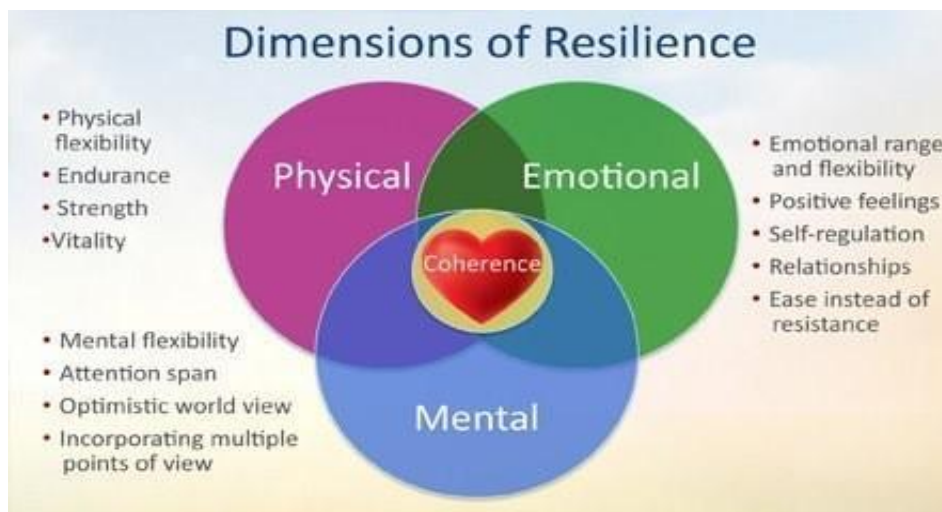 Dimensions of Resilience
• Physical
flexibility
• Endurance
• Strength
•Vitality
Physical
Emotional
• Emotional range
and flexibility
• Positive feelings
• Self-regulation
• Relationships
• Ease instead of
resistance
Coherence
• Mental flexibility
• Attention span
• Optimistic world view
• Incorporating multiple
points of view
Mental